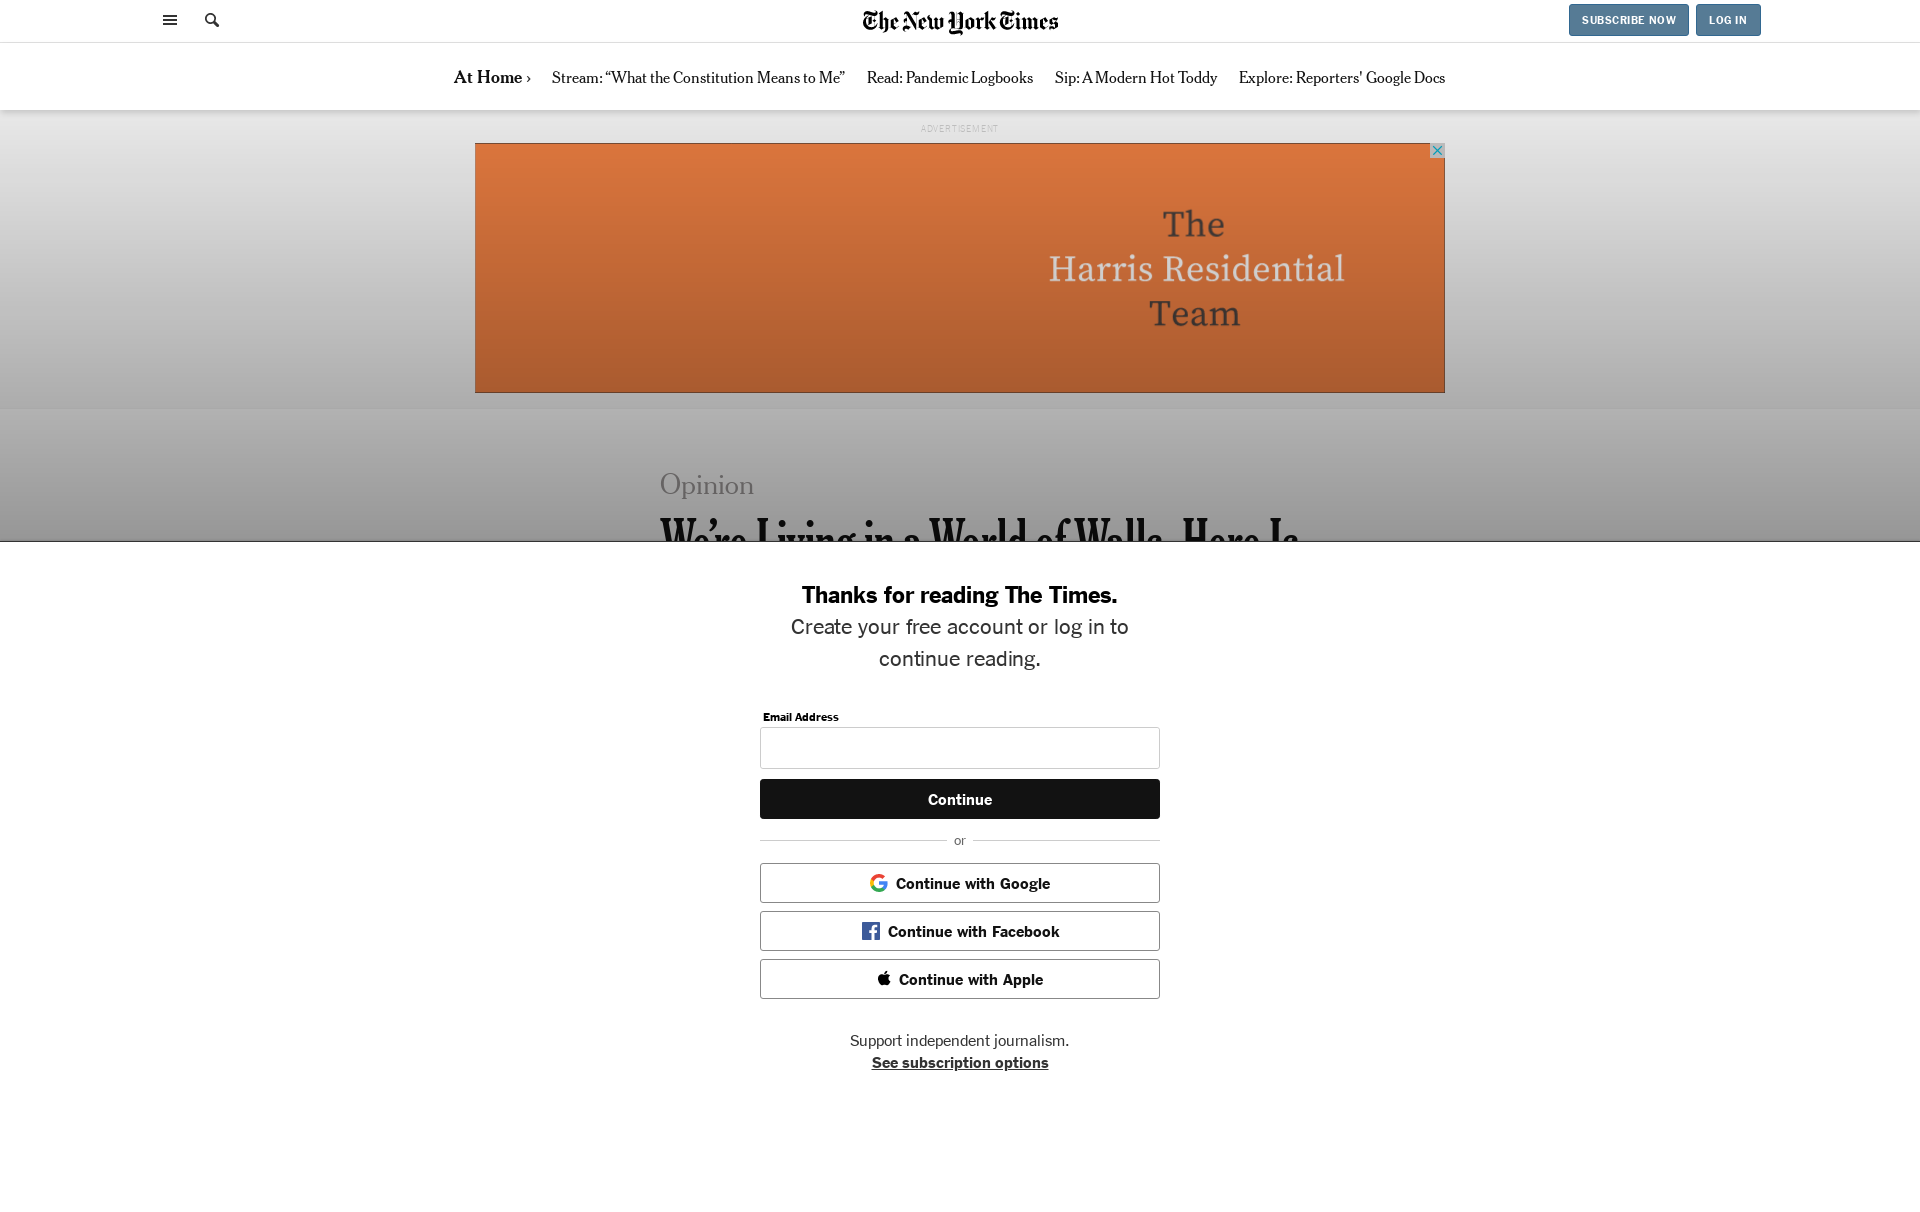 The New York Times
SUBSCRIBE NOW
LOG IN
At Home ›
Stream: “What the Constitution Means to Me”
Read: Pandemic Logbooks
Sip: A Modern Hot Toddy
Explore: Reporters' Google Docs
ADVERTISEMENT
The
Harris Residential
Team
Opinion
We’re Living in a World of Walls. Here Is
Thanks for reading The Times.
Create your free account or log in to
continue reading.
Email Address
Continue
or
Continue with Google
Continue with Facebook
Continue with Apple
Support independent journalism.
See subscription options